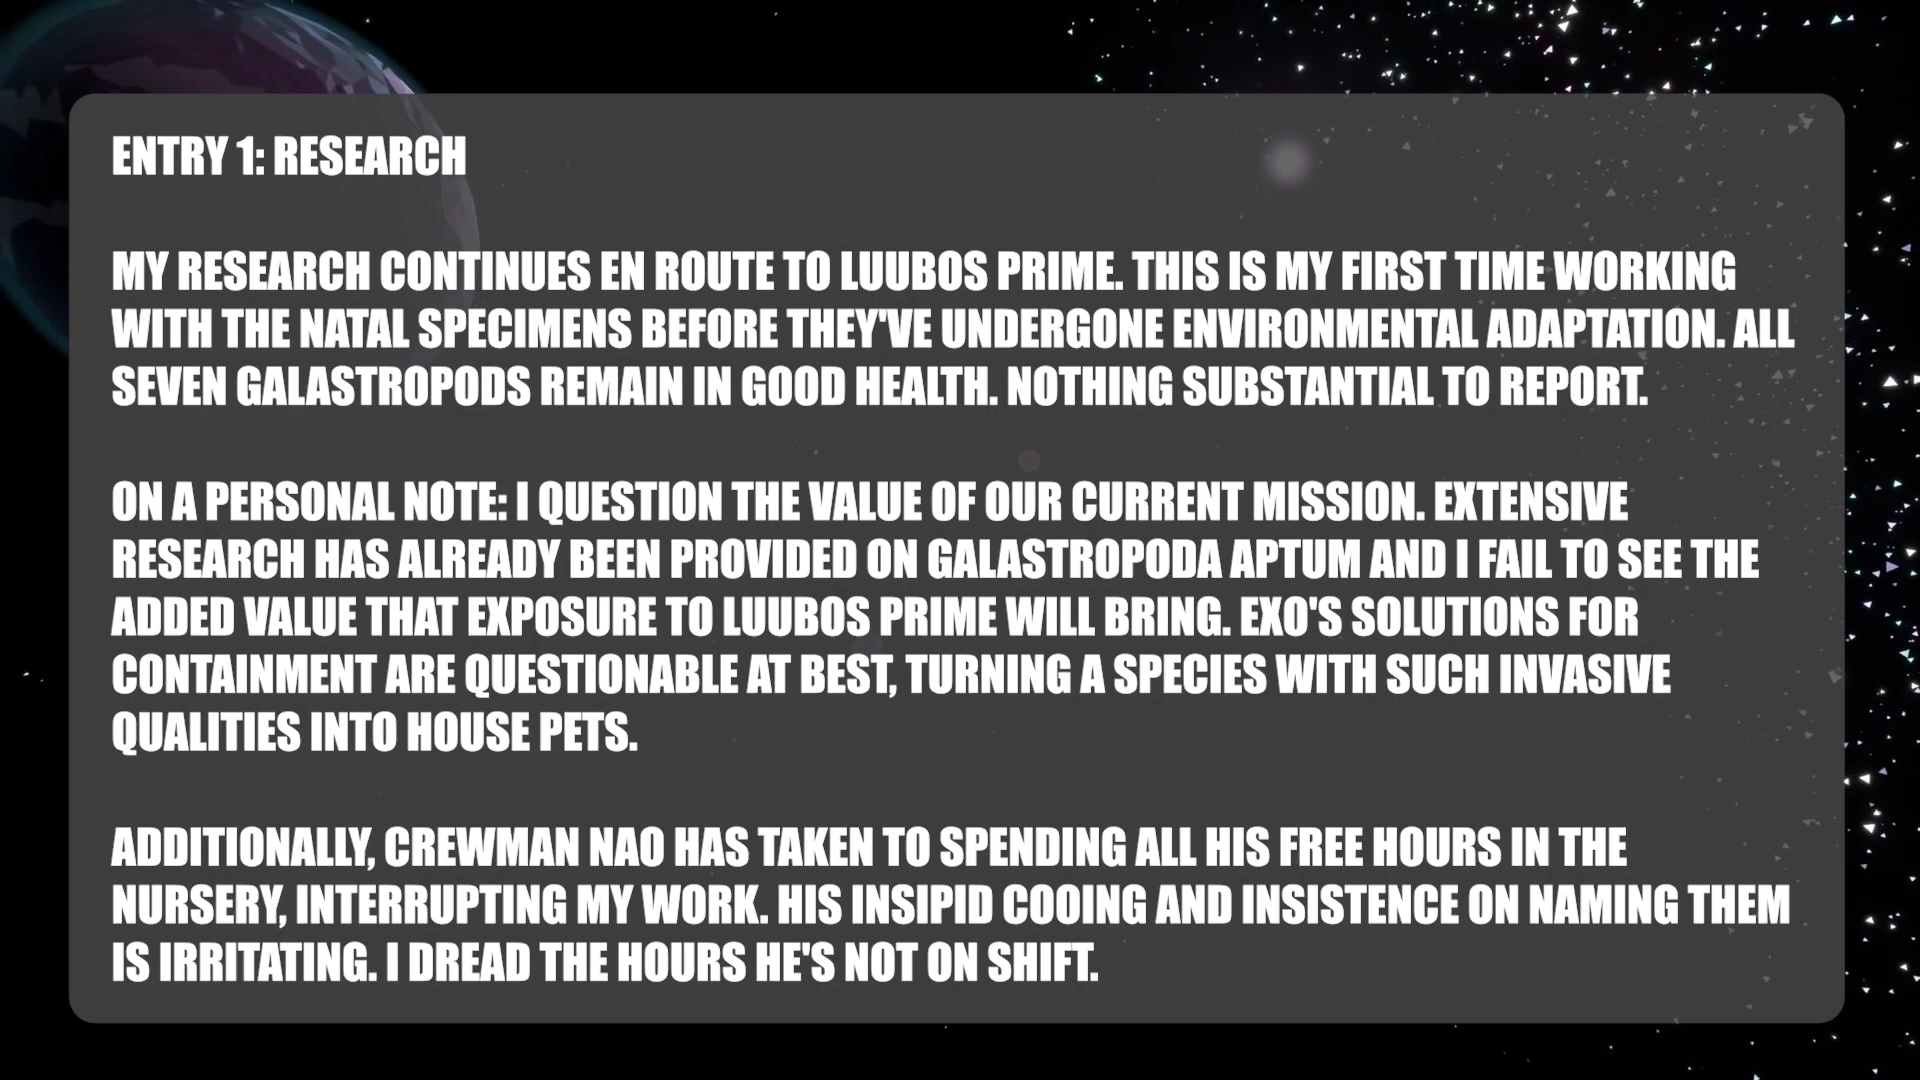 ENTRY 1: RESEARCH
MY RESEARCH CONTINUES EN ROUTE TO LUUBOS PRIME. THIS IS MY FIRST TIME WORKING
WITH THE NATAL SPECIMENS BEFORE THEY'VE UNDERGONE ENVIRONMENTAL ADAPTATION. ALL
SEVEN GALASTROPODS REMAIN IN GOOD HEALTH. NOTHING SUBSTANTIAL TO REPORT.
ON A PERSONAL NOTE: I QUESTION THE VALUE OF OUR CURRENT MISSION. EXTENSIVE
RESEARCH HAS ALREADY BEEN PROVIDED ON GALASTROPODA APTUM AND I FAIL TO SEE THE
ADDED VALUE THAT EXPOSURE TO LUUBOS PRIME WILL BRING. EXO'S SOLUTIONS FOR
CONTAINMENT ARE QUESTIONABLE AT BEST, TURNING A SPECIES WITH SUCH INVASIVE
QUALITIES INTO HOUSE PETS.
ADDITIONALLY, CREWMAN NAO HAS TAKEN TO SPENDING ALL HIS FREE HOURS IN THE
NURSERY, INTERRUPTING MY WORK. HIS INSIPID COOING AND INSISTENCE ON NAMING THEM
IS IRRITATING. I DREAD THE HOURS HE'S NOT ON SHIFT.